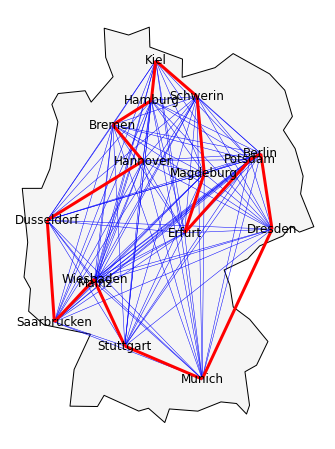 Kiel
Schwerin
Hamburg
Bremen
Berlin
Potsdam
Hannover
Magdeburg
Dusseldorf
Dresden
Erfurt
Wiesbaden
Mainz
Saarbrucken
Stuttgart
Munich